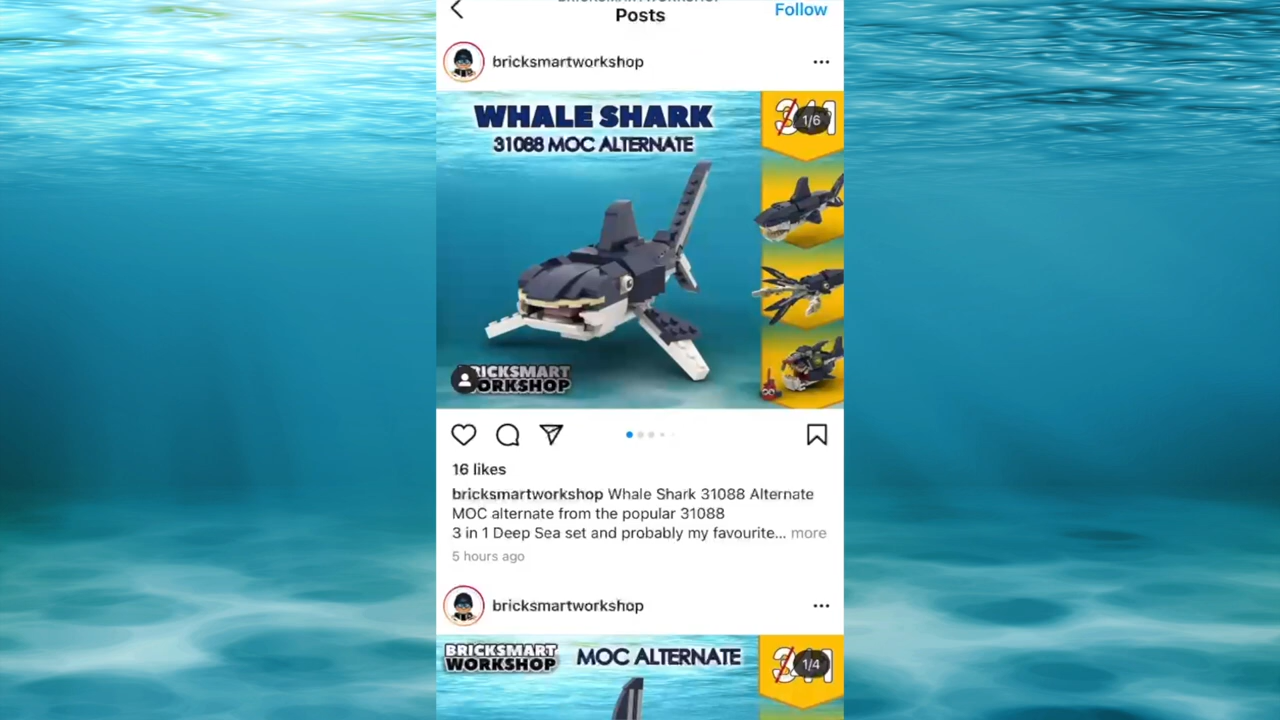 Posts
Follow
bricksmartworkshop
WHALE SHARK
31088 MOC ALTERNATE
1/6
BRICKSMART
WORKSHOP
16 likes
bricksmartworkshop Whale Shark 31088 Alternate
MOC alternate from the popular 31088
3 in 1 Deep Sea set and probably my favourite... more
5 hours ago
bricksmartworkshop
BRICKSMART
WORKSHOP
MOC ALTERNATE
1/4